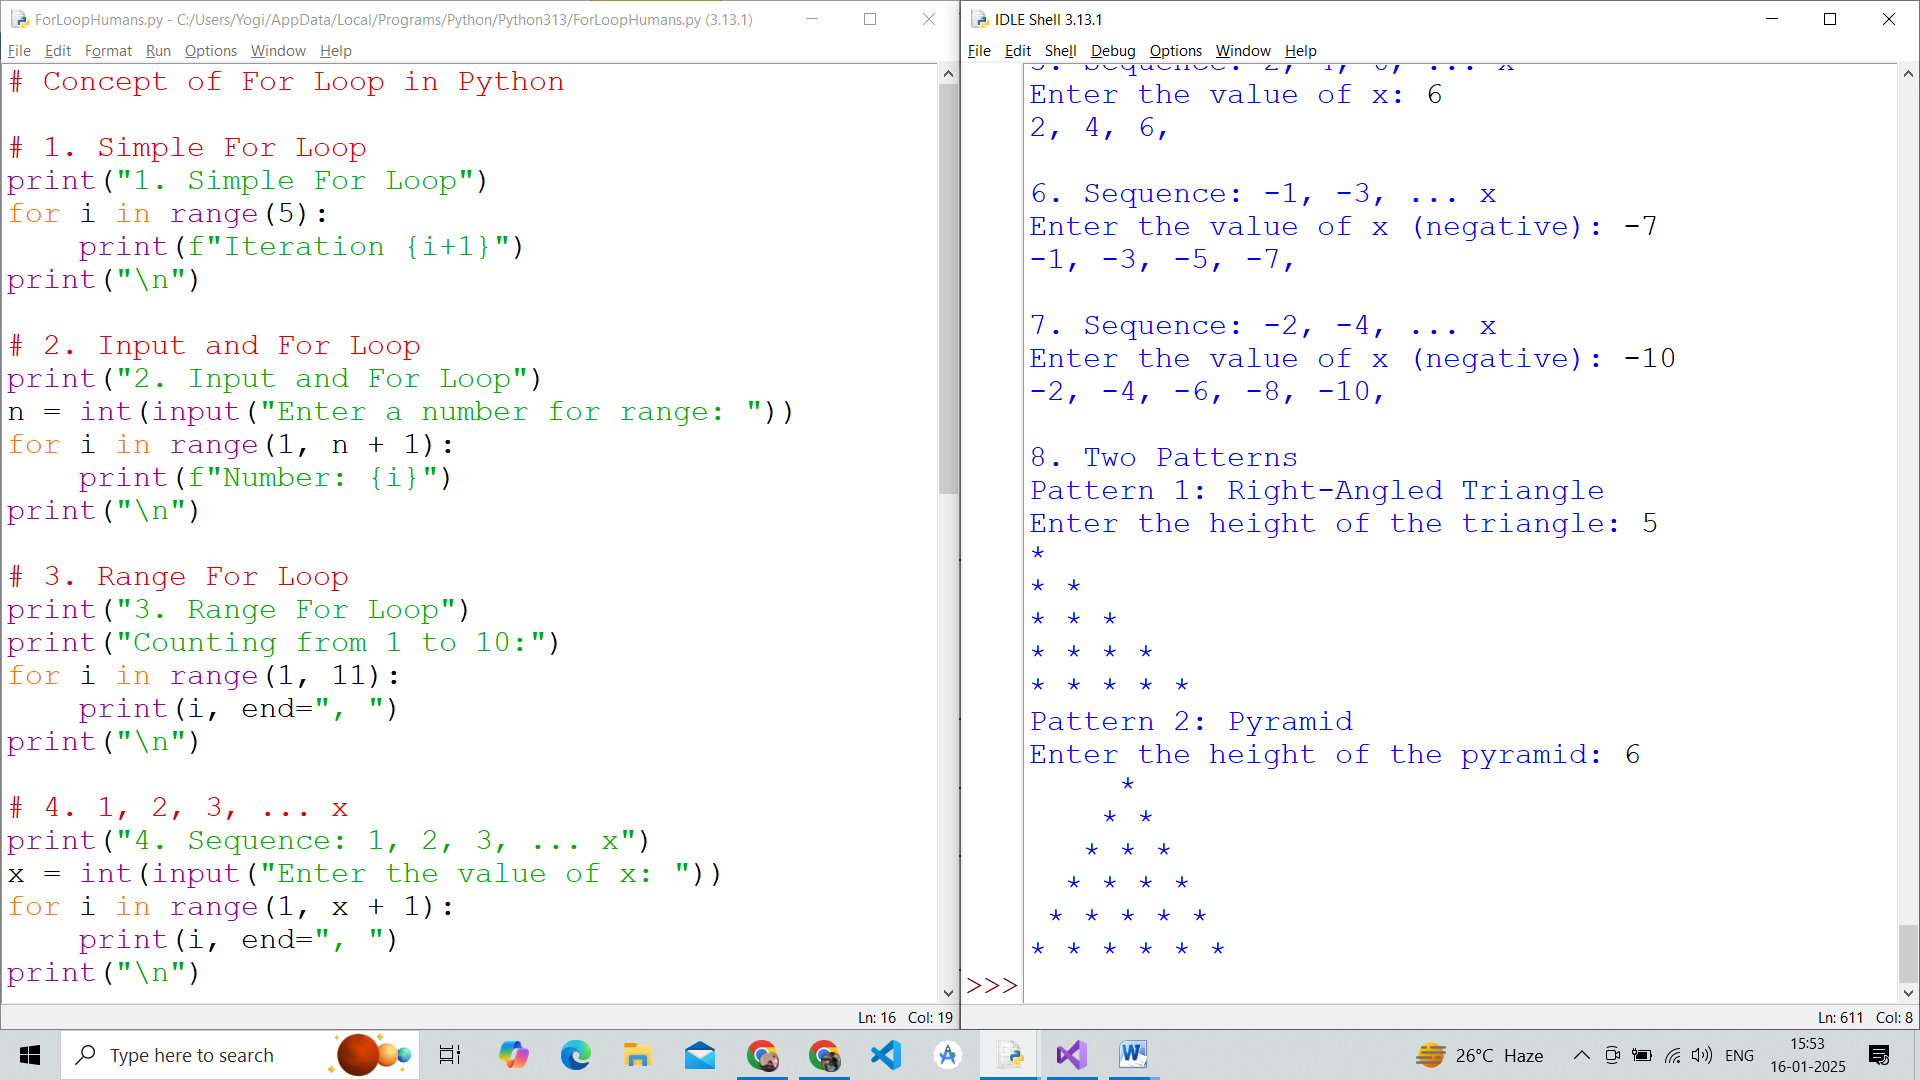 ForLoopHumans.py - C:/Users/Yogi/AppData/Local/Programs/Python/Python313/ForLoopHumans.py (3.13.1)
File Edit Format Run Options Window Help
# Concept of For Loop in Python

# 1. Simple For Loop
print("1. Simple For Loop")
for i in range(5):
    print(f"Iteration {i+1}")
print("\n")

# 2. Input and For Loop
print("2. Input and For Loop")
n = int(input("Enter a number for range: "))
for i in range(1, n + 1):
    print(f"Number: {i}")
print("\n")

# 3. Range For Loop
print("3. Range For Loop")
print("Counting from 1 to 10:")
for i in range(1, 11):
    print(i, end=", ")
print("\n")

# 4. 1, 2, 3, ... x
print("4. Sequence: 1, 2, 3, ... x")
x = int(input("Enter the value of x: "))
for i in range(1, x + 1):
    print(i, end=", ")
print("\n")
Ln: 16 Col: 19
IDLE Shell 3.13.1
File Edit Shell Debug Options Window Help
5. Sequence: 2, 4, 6, ... x
Enter the value of x: 6
2, 4, 6,

6. Sequence: -1, -3, ... x
Enter the value of x (negative): -7
-1, -3, -5, -7,

7. Sequence: -2, -4, ... x
Enter the value of x (negative): -10
-2, -4, -6, -8, -10,

8. Two Patterns
Pattern 1: Right-Angled Triangle
Enter the height of the triangle: 5
*
* *
* * *
* * * *
* * * * *
Pattern 2: Pyramid
Enter the height of the pyramid: 6
     *
    * *
   * * *
  * * * *
 * * * * *
* * * * * *
>>>
Ln: 611 Col: 8
Type here to search
26°C Haze
ENG
15:53
16-01-2025